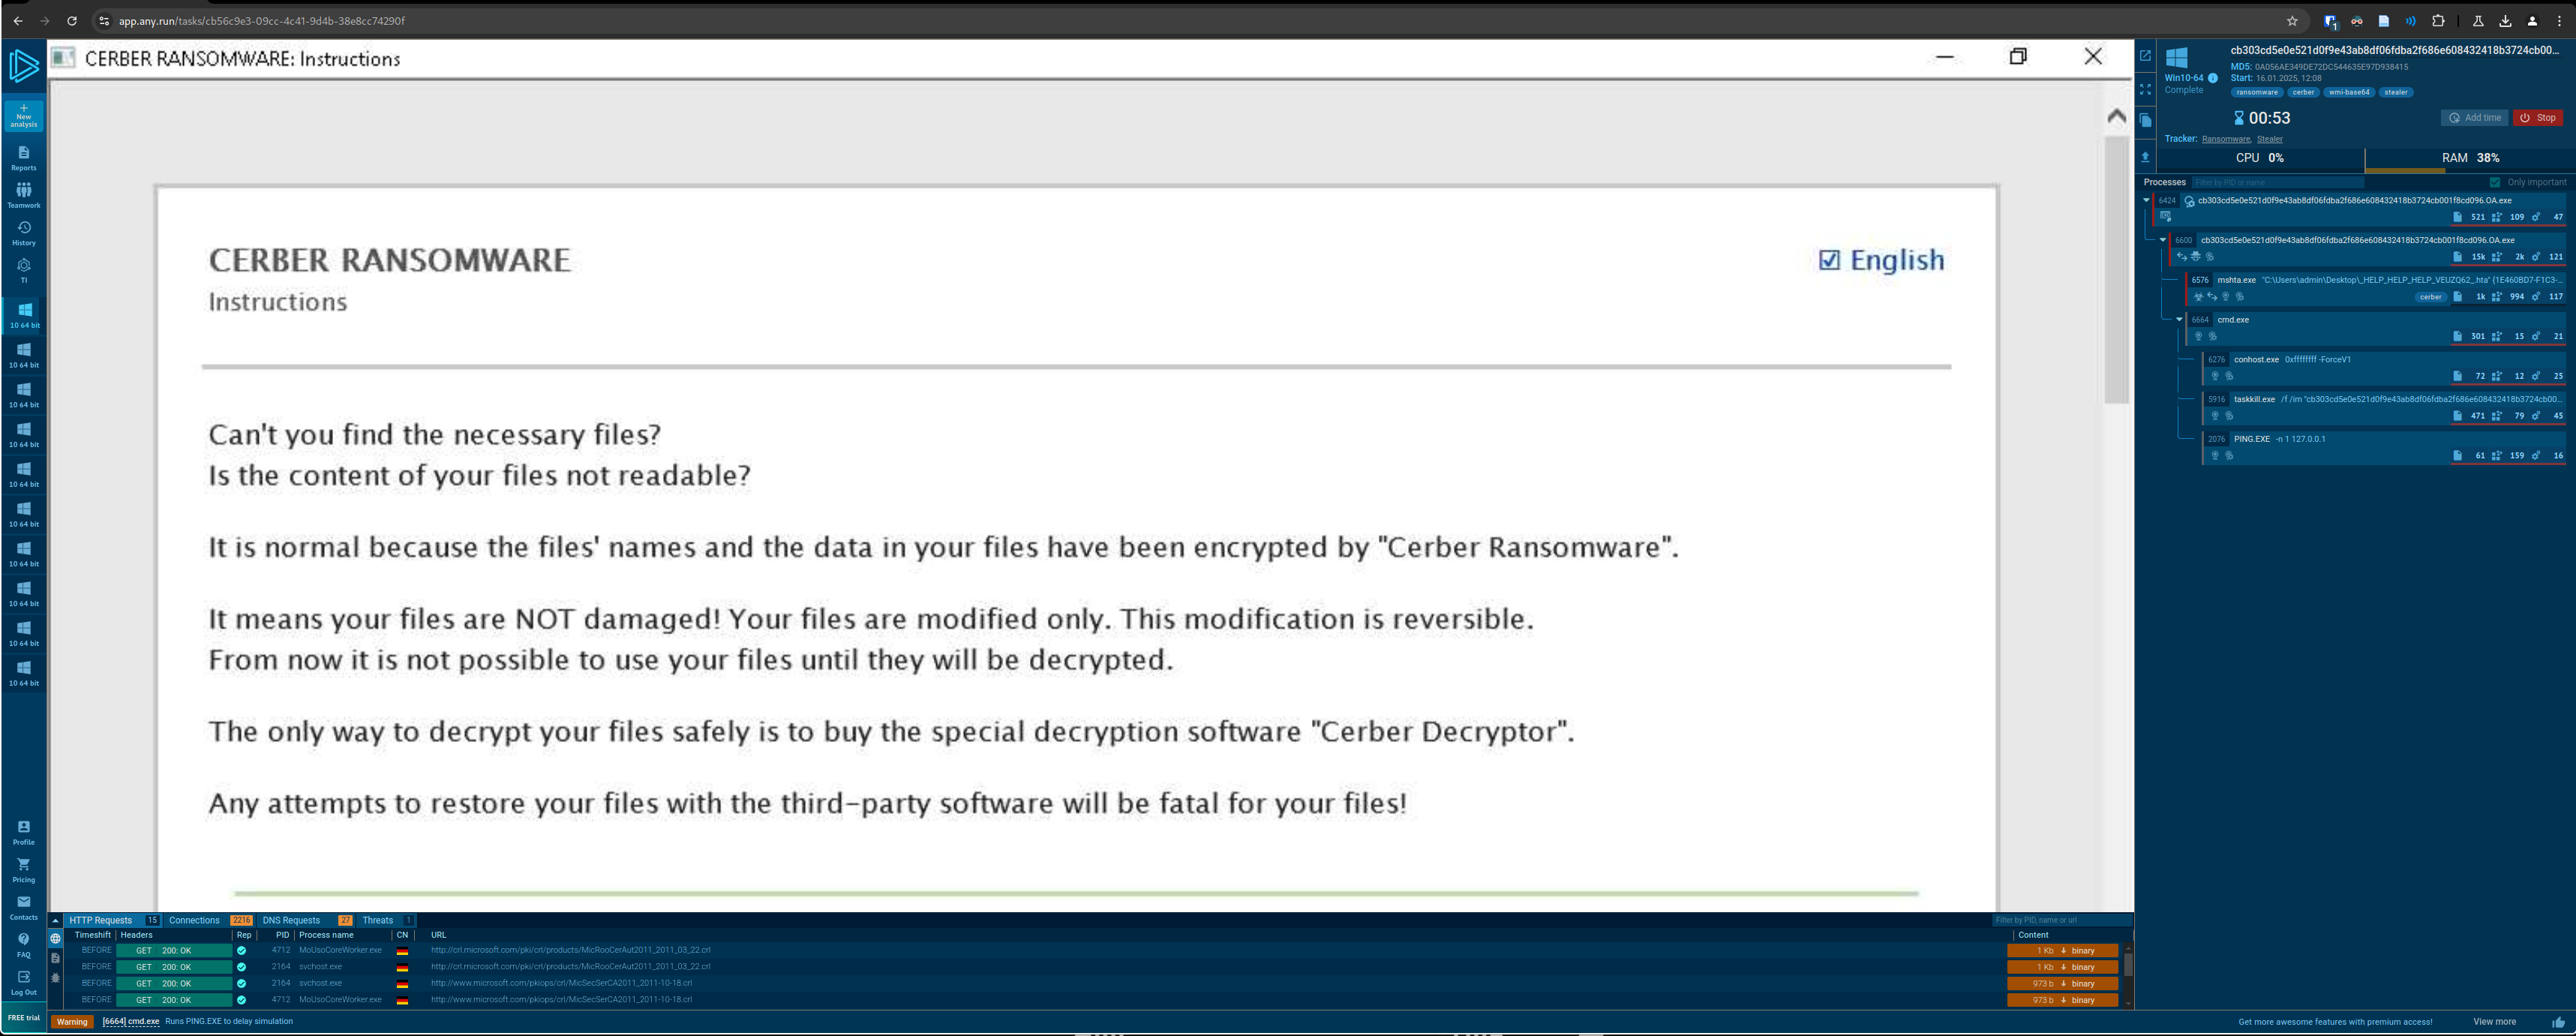 app.any.run/tasks/cb56c9e3-09cc-4c41-9d4b-38e8cc74290f
New analysis
Reports
Teamwork
History
TI
10 64 bit
10 64 bit
10 64 bit
10 64 bit
10 64 bit
10 64 bit
10 64 bit
10 64 bit
10 64 bit
10 64 bit
Profile
Pricing
Contacts
FAQ
Log Out
FREE trial
CERBER RANSOMWARE: Instructions
CERBER RANSOMWARE
English
Instructions
Can't you find the necessary files?
Is the content of your files not readable?
It is normal because the files' names and the data in your files have been encrypted by "Cerber Ransomware".
It means your files are NOT damaged! Your files are modified only. This modification is reversible.
From now it is not possible to use your files until they will be decrypted.
The only way to decrypt your files safely is to buy the special decryption software "Cerber Decryptor".
Any attempts to restore your files with the third-party software will be fatal for your files!
HTTP Requests 15 Connections 2216 DNS Requests 27 Threats 1 Filter by PID, name or url
Timeshift Headers Rep PID Process name CN URL Content
BEFORE GET 200: OK 4712 MoUsoCoreWorker.exe http://crl.microsoft.com/pki/crl/products/MicRooCerAut2011_2011_03_22.crl 1 Kb binary
BEFORE GET 200: OK 2164 svchost.exe http://crl.microsoft.com/pki/crl/products/MicRooCerAut2011_2011_03_22.crl 1 Kb binary
BEFORE GET 200: OK 2164 svchost.exe http://www.microsoft.com/pkiops/crl/MicSecSerCA2011_2011-10-18.crl 973 b binary
BEFORE GET 200: OK 4712 MoUsoCoreWorker.exe http://www.microsoft.com/pkiops/crl/MicSecSerCA2011_2011-10-18.crl 973 b binary
Warning [6664] cmd.exe Runs PING.EXE to delay simulation
Get more awesome features with premium access! View more
cb303cd5e0e521d0f9e43ab8df06fdba2f686e608432418b3724cb00...
MD5: 0A056AE349DE72DC544635E97D938415
Win10-64 Start: 16.01.2025, 12:08
Complete
ransomware cerber wmi-base64 stealer
00:53 Add time Stop
Tracker: Ransomware, Stealer
CPU 0% RAM 38%
Processes Filter by PID or name Only important
6424 cb303cd5e0e521d0f9e43ab8df06fdba2f686e608432418b3724cb001f8cd096.OA.exe
521 109 47
6600 cb303cd5e0e521d0f9e43ab8df06fdba2f686e608432418b3724cb001f8cd096.OA.exe
15k 2k 121
6576 mshta.exe "C:\Users\admin\Desktop\_HELP_HELP_HELP_VEUZQ62_.hta" {1E460BD7-F1C3-...
cerber 1k 994 117
6664 cmd.exe
301 15 21
6276 conhost.exe 0xffffffff -ForceV1
72 12 25
5916 taskkill.exe /f /im "cb303cd5e0e521d0f9e43ab8df06fdba2f686e608432418b3724cb00...
471 79 45
2076 PING.EXE -n 1 127.0.0.1
61 159 16